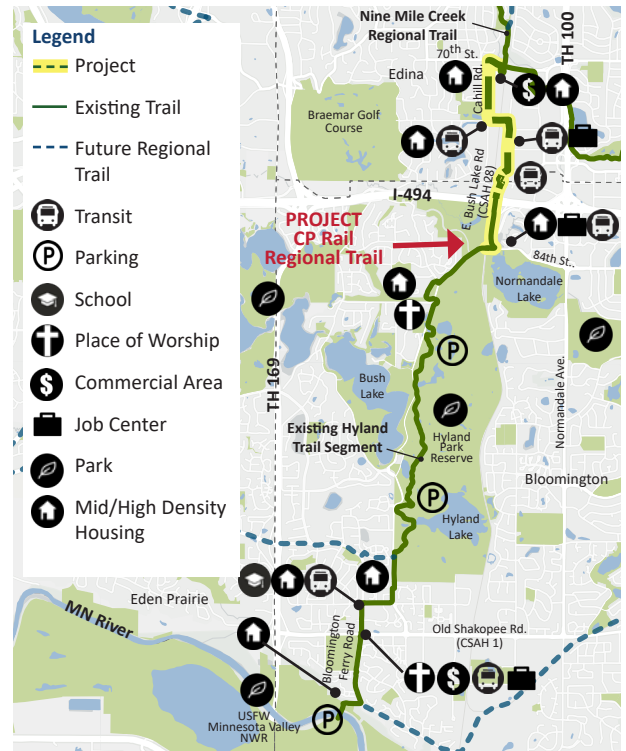 Legend
Project
Existing Trail
Future Regional
Trail
Transit
P
Parking
School
Place of Worship
$
Commercial Area
Job Center
Park
Mid/High Density
Housing
Nine Mile Creek
Regional Trail
TH 100
70th St.
Edina
Cahill Rd.
$
Braemar Golf
Course
E. Bush Lake Rd
(CSAH 28)
I-494
PROJECT
CP Rail
Regional Trail
84th St.
Normandale
Lake
TH 169
P
Bush
Lake
Normandale Ave.
Existing Hyland
Trail Segment
Hyland
Park
Reserve
Bloomington
P
Hyland
Lake
Eden Prairie
MN River
Bloomington
Ferry Road
Old Shakopee Rd.
(CSAH 1)
$
USFW
Minnesota Valley
NWR
P